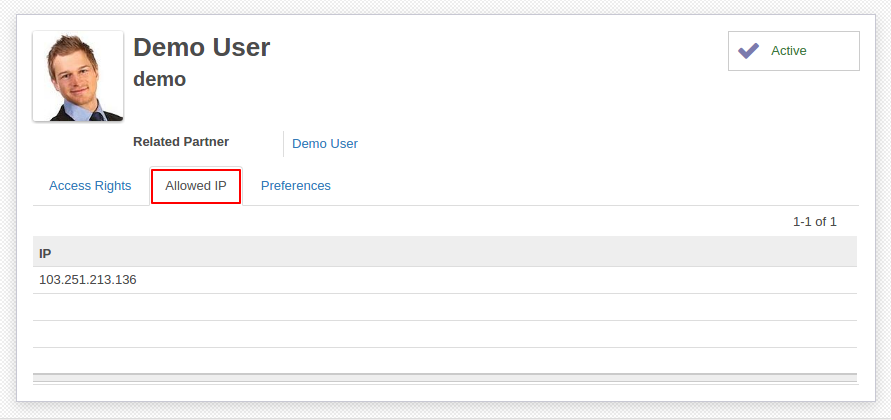 Demo User
demo
Active
Related Partner
Demo User
Access Rights
Allowed IP
Preferences
1-1 of 1
IP
103.251.213.136